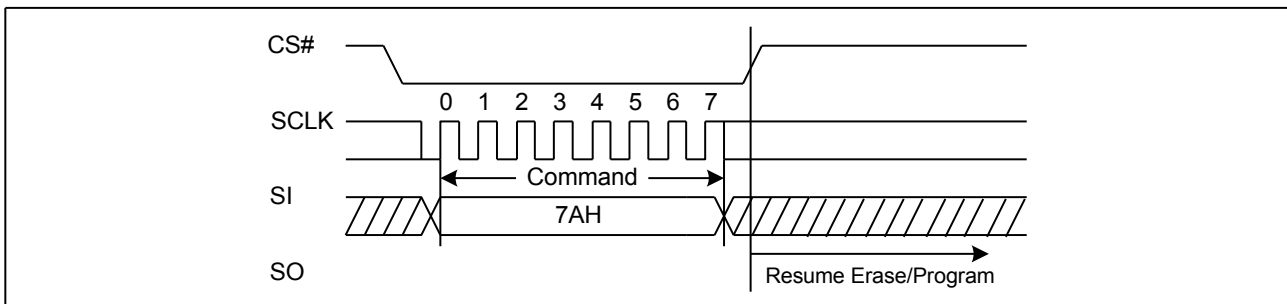 CS#
0 1 2 3 4 5 6 7
SCLK
Command
SI
7AH
SO
Resume Erase/Program